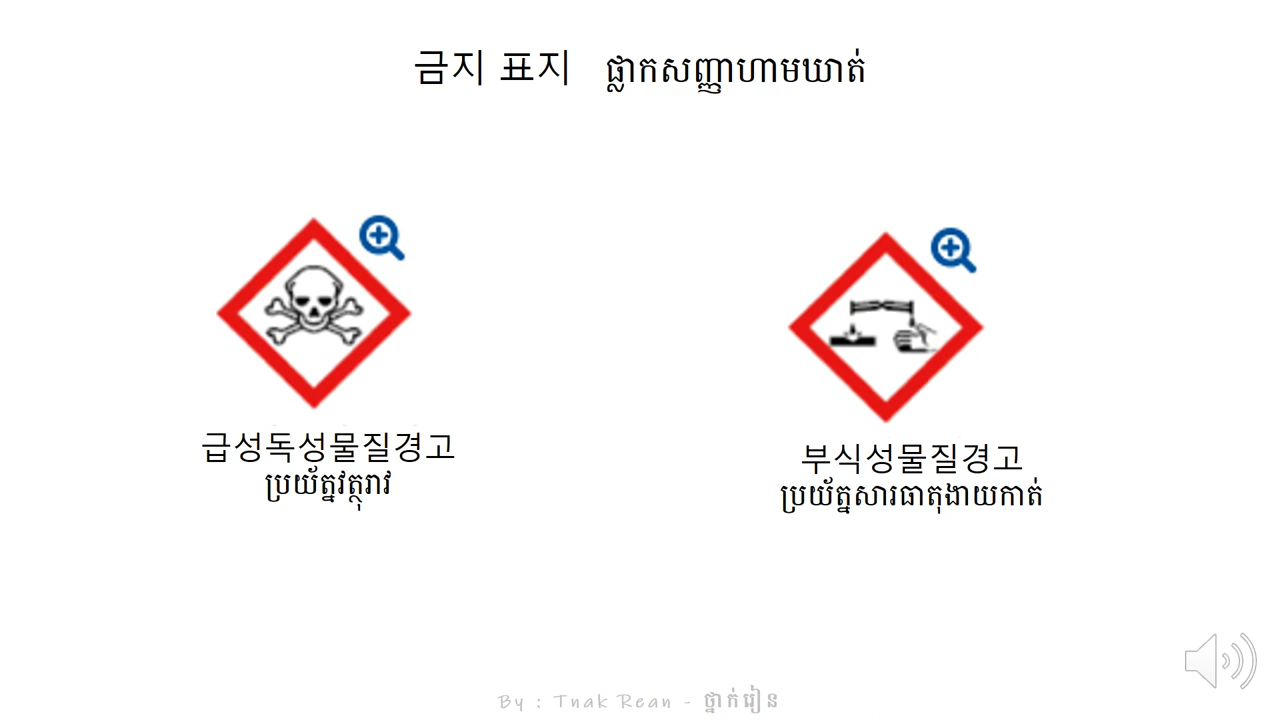 금지 표지 ផ្លាកសញ្ញាហាមឃាត់
급성독성물질경고
ប្រយ័ត្នវត្ថុរាវ
부식성물질경고
ប្រយ័ត្នសារធាតុងាយកាត់
By : Tnak Rean - ថ្នាក់រៀន